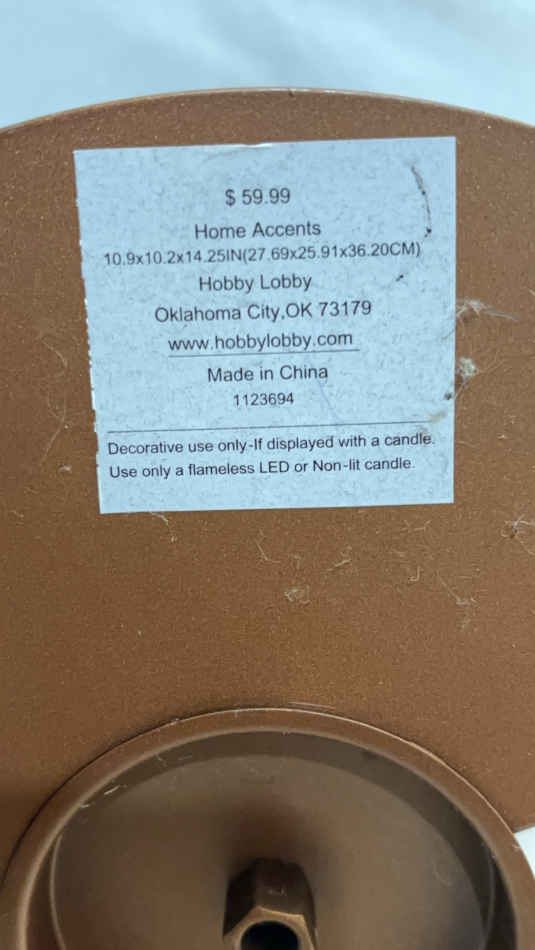 $ 59.99
Home Accents
10.9x10.2x14.25IN(27.69x25.91x36.20CM)
Hobby Lobby
Oklahoma City,OK 73179
www.hobbylobby.com
Made in China
1123694
Decorative use only-If displayed with a candle.
Use only a flameless LED or Non-lit candle.